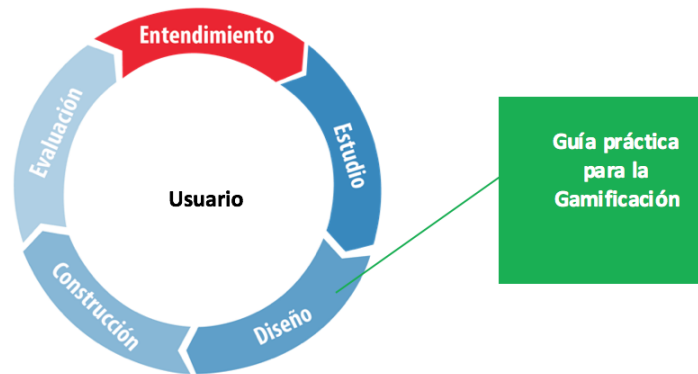 Entendimiento
Estudio
Diseño
Construcción
Evaluación
Usuario
Guía práctica
para la
Gamificación